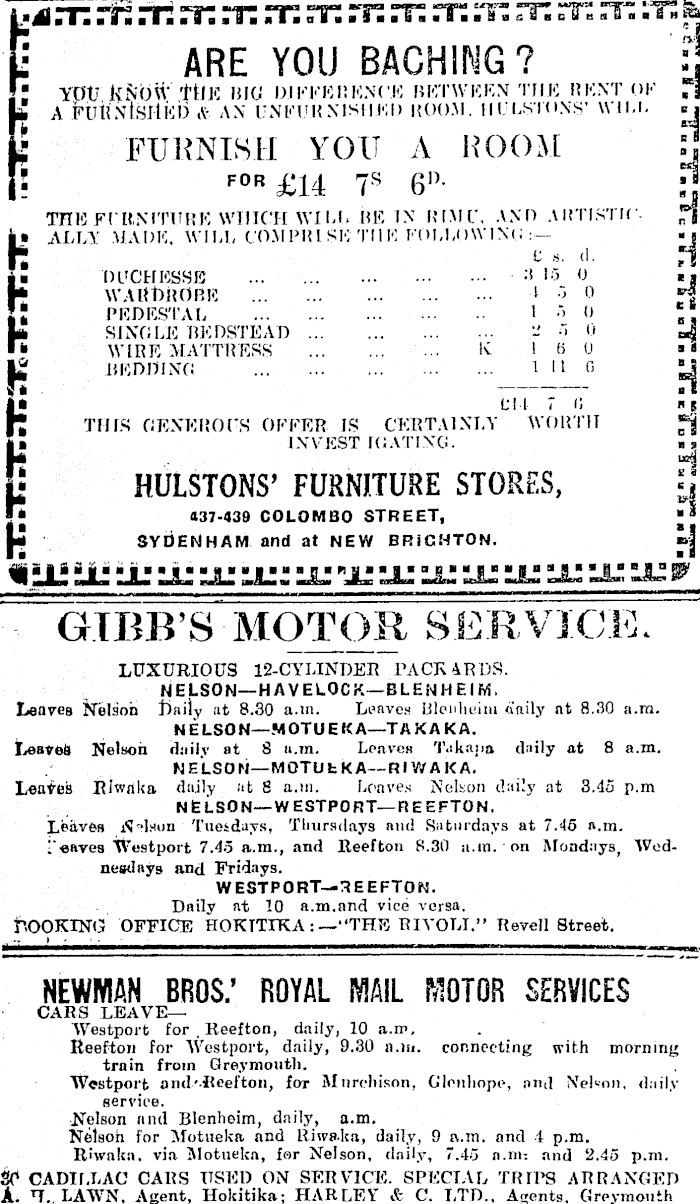 ARE YOU BACHING?
YOU KNOW THE BIG DIFFERENCE BETWEEN THE RENT OF
A FURNISHED & AN UNFURNISHED ROOM. HULSTONS' WILL
FURNISH YOU A ROOM
FOR £14 7S 6D.
THE FURNITURE WHICH WILL BE IN RIMU, AND ARTISTIC-
ALLY MADE, WILL COMPRISE THE FOLLOWING:—
£ s. d.
DUCHESSE ... ... ... ... 3 15 0
WARDROBE ... ... ... ... 4 5 0
PEDESTAL ... ... ... ... 1 5 0
SINGLE BEDSTEAD ... ... ... ... 2 5 0
WIRE MATTRESS ... ... ... K 1 6 0
BEDDING ... ... ... ... 1 11 6
£14 7 6
THIS GENEROUS OFFER IS CERTAINLY WORTH
INVESTIGATING.
HULSTONS' FURNITURE STORES,
437-439 COLOMBO STREET,
SYDENHAM and at NEW BRIGHTON.
GIBB'S MOTOR SERVICE.
LUXURIOUS 12-CYLINDER PACKARDS.
NELSON—HAVELOCK—BLENHEIM.
Leaves Nelson Daily at 8.30 a.m. Leaves Blenheim daily at 8.30 a.m.
NELSON—MOTUEKA—TAKAKA.
Leaves Nelson daily at 8 a.m. Leaves Takapa daily at 8 a.m.
NELSON—MOTUEKA—RIWAKA.
Leaves Riwaka daily at 8 a.m. Leaves Nelson daily at 3.45 p.m
NELSON—WESTPORT—REEFTON.
Leaves Nelson Tuesdays, Thursdays and Saturdays at 7.45 a.m.
Leaves Westport 7.45 a.m., and Reefton 8.30 a.m. on Mondays, Wed-
nesdays and Fridays.
WESTPORT—REEFTON.
Daily at 10 a.m.and vice versa.
BOOKING OFFICE HOKITIKA:—"THE RIVOLI." Revell Street.
NEWMAN BROS.' ROYAL MAIL MOTOR SERVICES
CARS LEAVE—
Westport for Reefton, daily, 10 a.m.
Reefton for Westport, daily, 9.30 a.m. connecting with morning
train from Greymouth.
Westport and Reefton, for Murchison, Glenhope, and Nelson, daily
service.
Nelson and Blenheim, daily, a.m.
Nelson for Motueka and Riwaka, daily, 9 a.m. and 4 p.m.
Riwaka, via Motueka, for Nelson, daily, 7.45 a.m: and 2.45 p.m.
30 CADILLAC CARS USED ON SERVICE. SPECIAL TRIPS ARRANGED
A. H. LAWN, Agent, Hokitika; HARLEY & C. LTD., Agents, Greymouth